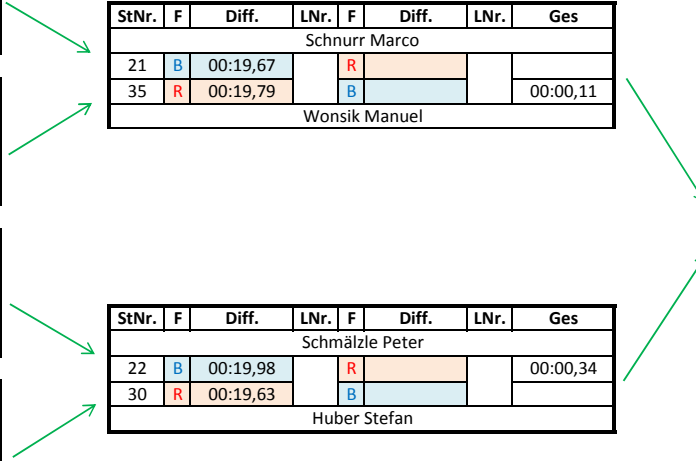 StNr. F Diff. LNr. F Diff. LNr. Ges
Schnurr Marco
21 B 00:19,67 R
35 R 00:19,79 B 00:00,11
Wonsik Manuel
StNr. F Diff. LNr. F Diff. LNr. Ges
Schmälzle Peter
22 B 00:19,98 R 00:00,34
30 R 00:19,63 B
Huber Stefan